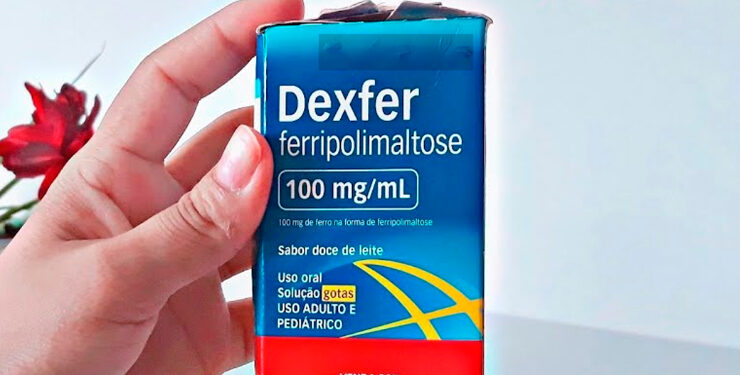 Dexfer
ferripolimaltose
100 mg/mL
100 mg de ferro na forma de ferripolimaltose
Sabor doce de leite
Uso oral
Solução gotas
USO ADULTO E
PEDIÁTRICO